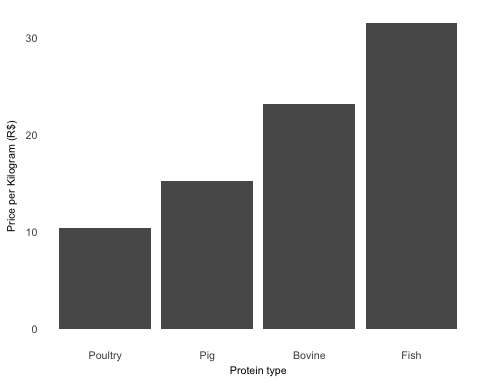 30
20
10
0
Price per Kilogram (R$)
Poultry Pig Bovine Fish
Protein type